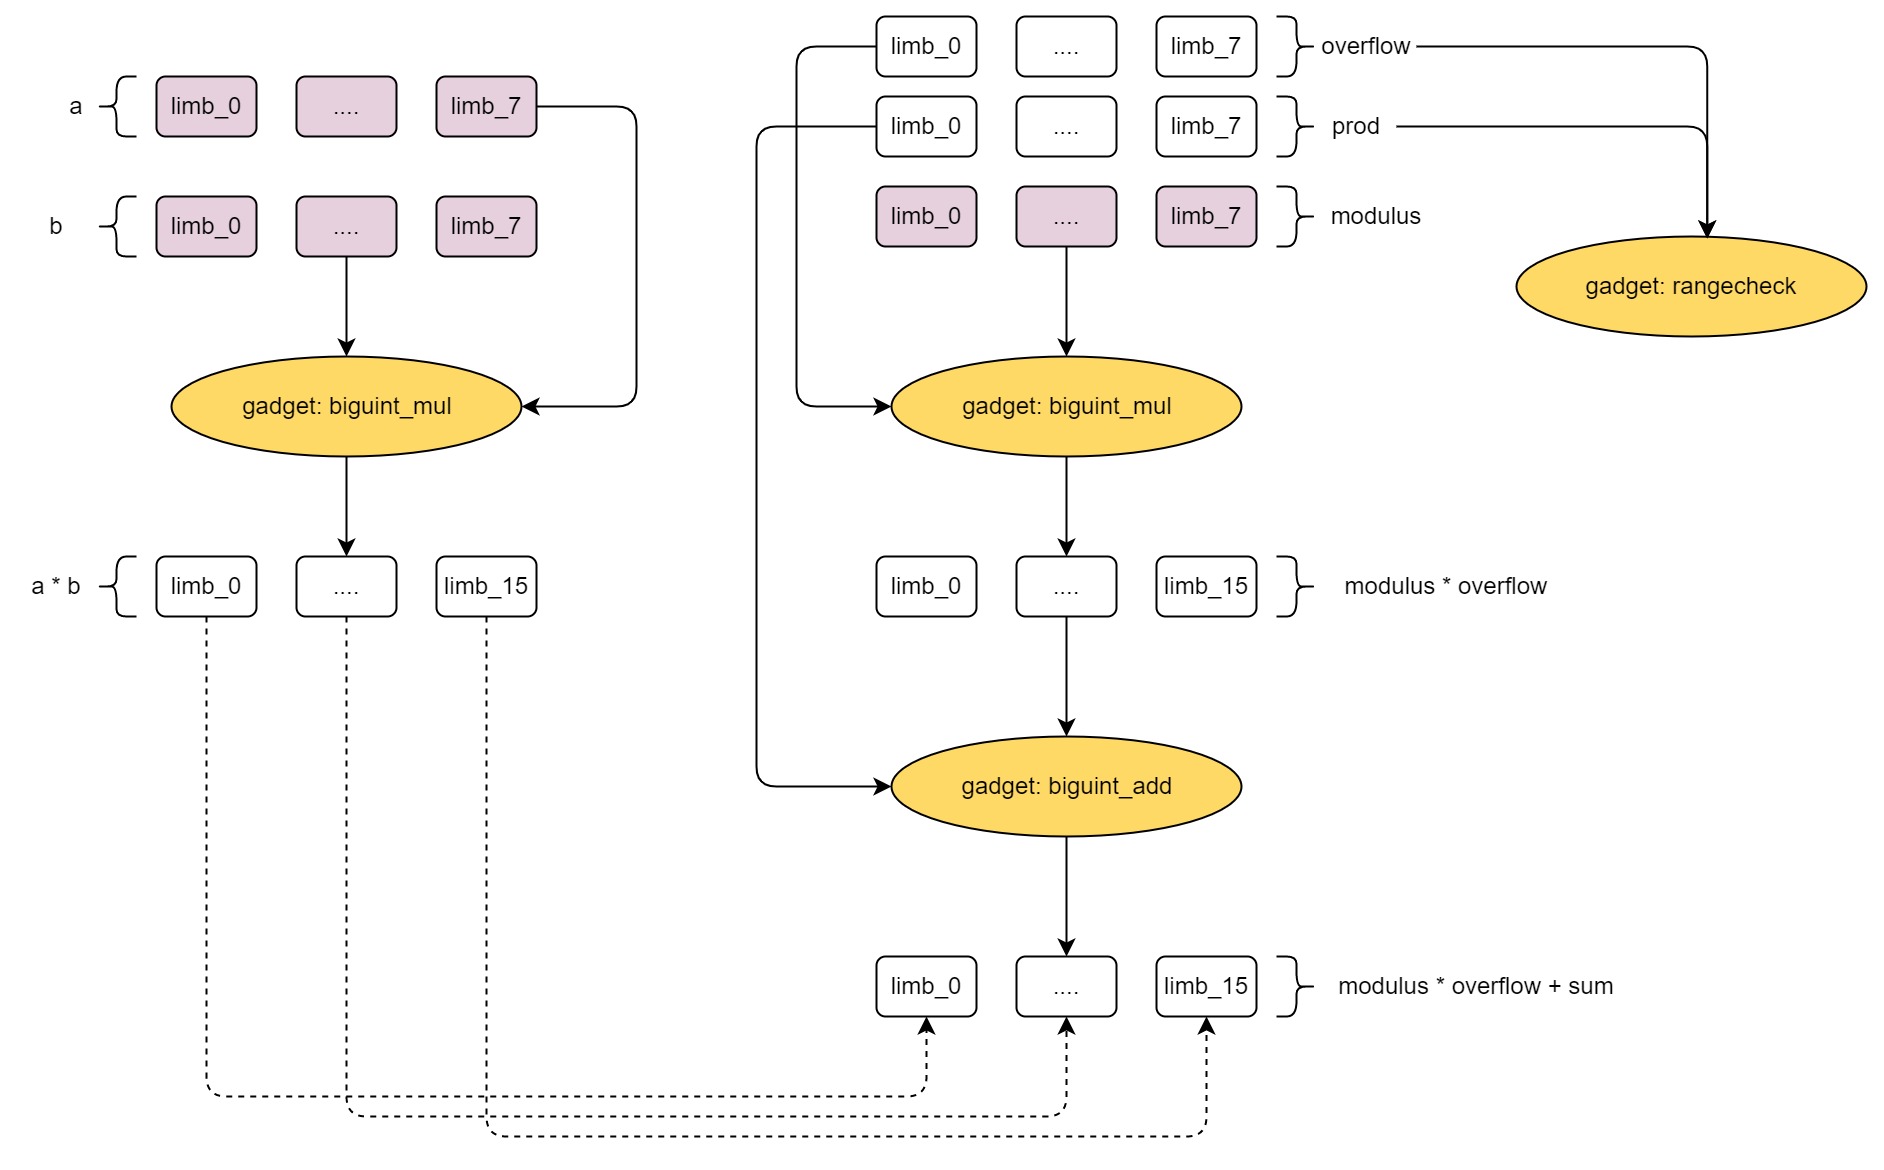 limb_0 .... limb_7 overflow
a limb_0 .... limb_7
limb_0 .... limb_7 prod
b limb_0 .... limb_7
limb_0 .... limb_7 modulus
gadget: rangecheck
gadget: biguint_mul
gadget: biguint_mul
a * b limb_0 .... limb_15
limb_0 .... limb_15 modulus * overflow
gadget: biguint_add
limb_0 .... limb_15 modulus * overflow + sum